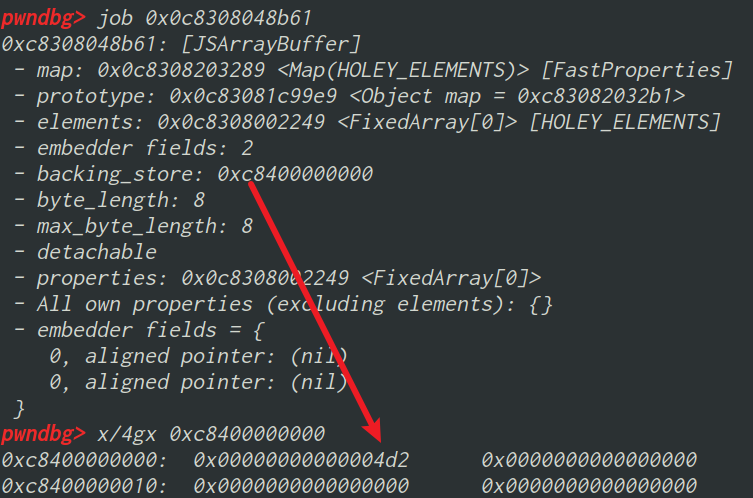 pwndbg> job 0x0c8308048b61
0xc8308048b61: [JSArrayBuffer]
- map: 0x0c8308203289 <Map(HOLEY_ELEMENTS)> [FastProperties]
- prototype: 0x0c83081c99e9 <Object map = 0xc83082032b1>
- elements: 0x0c8308002249 <FixedArray[0]> [HOLEY_ELEMENTS]
- embedder fields: 2
- backing_store: 0xc8400000000
- byte_length: 8
- max_byte_length: 8
- detachable
- properties: 0x0c8308002249 <FixedArray[0]>
- All own properties (excluding elements): {}
- embedder fields = {
0, aligned pointer: (nil)
0, aligned pointer: (nil)
}
pwndbg> x/4gx 0xc8400000000
0xc8400000000: 0x00000000000004d2 0x0000000000000000
0xc8400000010: 0x0000000000000000 0x0000000000000000